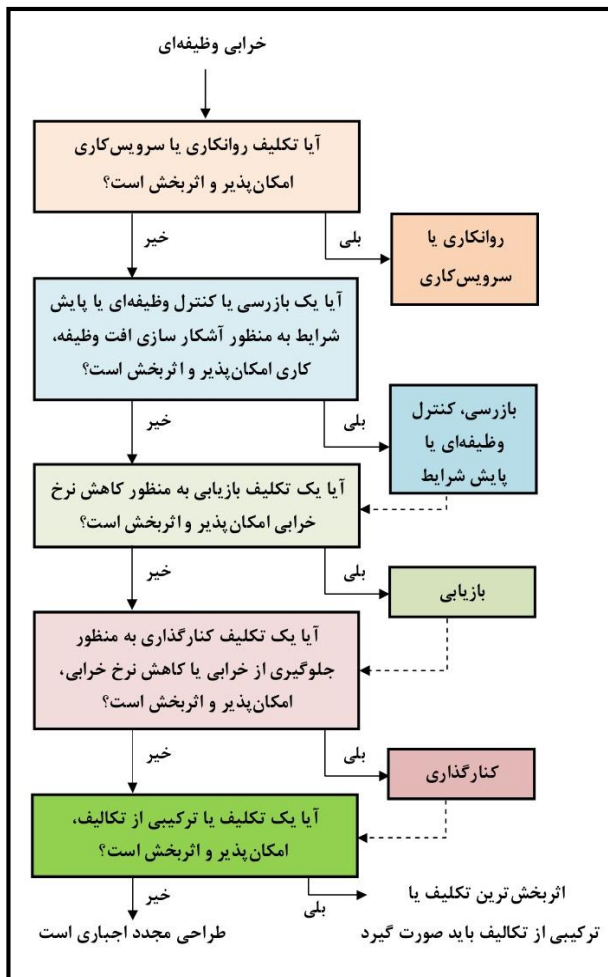 خرابی وظیفه‌ای
آیا تکلیف روانکاری یا سرویس‌کاری
امکان‌پذیر و اثربخش است؟
خیر
بلی
روانکاری یا
سرویس‌کاری
آیا یک بازرسی یا کنترل وظیفه‌ای یا پایش
شرایط به منظور آشکار سازی افت وظیفه،
کاری امکان‌پذیر و اثربخش است؟
خیر
بلی
بازرسی، کنترل
وظیفه‌ای یا
پایش شرایط
آیا یک تکلیف بازیابی به منظور کاهش نرخ
خرابی امکان‌پذیر و اثربخش است؟
خیر
بلی
بازیابی
آیا یک تکلیف کنارگذاری به منظور
جلوگیری از خرابی یا کاهش نرخ خرابی،
امکان‌پذیر و اثربخش است؟
خیر
بلی
کنارگذاری
آیا یک تکلیف یا ترکیبی از تکالیف،
امکان‌پذیر و اثربخش است؟
خیر
بلی
اثربخش‌ترین تکلیف یا
ترکیبی از تکالیف باید صورت گیرد
طراحی مجدد اجباری است